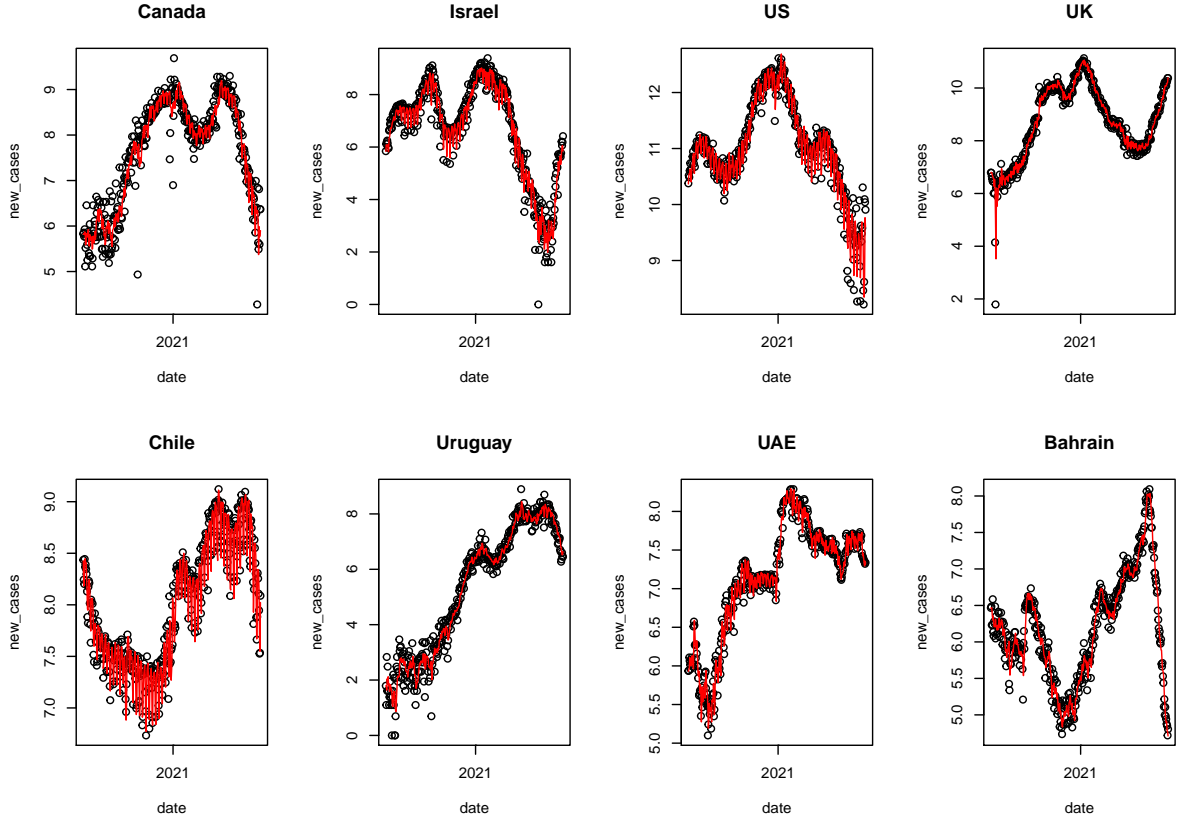 Canada
new_cases
9
8
7
6
5
2021
date
Israel
new_cases
8
6
4
2
0
2021
date
US
new_cases
12
11
10
9
2021
date
UK
new_cases
10
8
6
4
2
2021
date
Chile
new_cases
9.0
8.5
8.0
7.5
7.0
2021
date
Uruguay
new_cases
8
6
4
2
0
2021
date
UAE
new_cases
8.0
7.5
7.0
6.5
6.0
5.5
5.0
2021
date
Bahrain
new_cases
8.0
7.5
7.0
6.5
6.0
5.5
5.0
2021
date